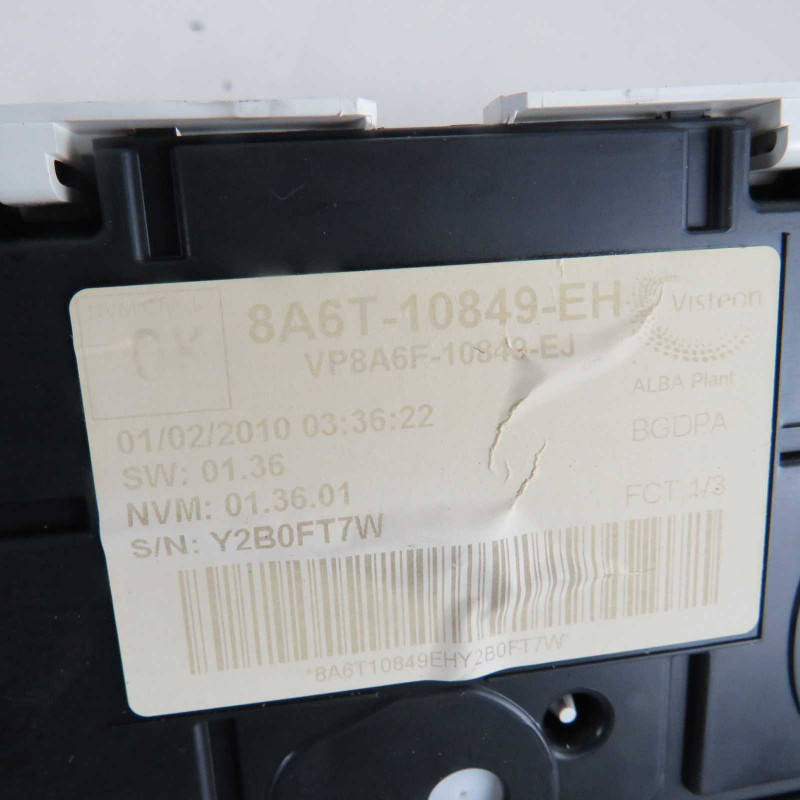 OK
8A6T-10849-EH
VP8A6F-10849-EJ
Visteon
ALBA Plant
01/02/2010 03:36:22
BGDPA
SW: 01.36
NVM: 01.36.01
FCT 1/3
S/N: Y2B0FT7W
*8A6T10849EHY2B0FT7W*